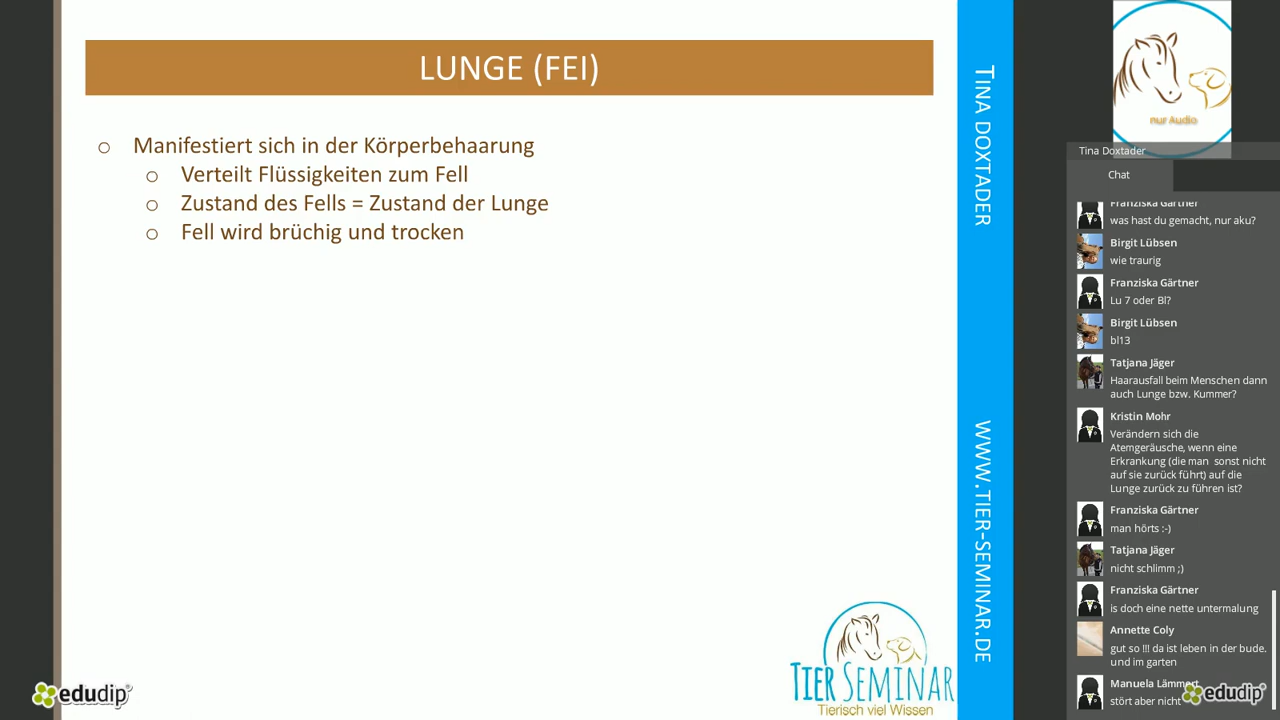 LUNGE (FEI)
o Manifestiert sich in der Körperbehaarung
o Verteilt Flüssigkeiten zum Fell
o Zustand des Fells = Zustand der Lunge
o Fell wird brüchig und trocken
TIER SEMINAR
Tierisch viel Wissen
edudip
TINA DOXTADER
WWW.TIER-SEMINAR.DE
nur Audio
Tina Doxtader
Chat
Franziska Gärtner
was hast du gemacht, nur aku?
Birgit Lübsen
wie traurig
Franziska Gärtner
Lu 7 oder Bl?
Birgit Lübsen
bl13
Tatjana Jäger
Haarausfall beim Menschen dann
auch Lunge bzw. Kummer?
Kristin Mohr
Verändern sich die
Atemgeräusche, wenn eine
Erkrankung (die man sonst nicht
auf sie zurück führt) auf die
Lunge zurück zu führen ist?
Franziska Gärtner
man hörts :-)
Tatjana Jäger
nicht schlimm ;)
Franziska Gärtner
is doch eine nette untermalung
Annette Coly
gut so !!! da ist leben in der bude.
und im garten
Manuela Lämmert
stört aber nicht
edudip